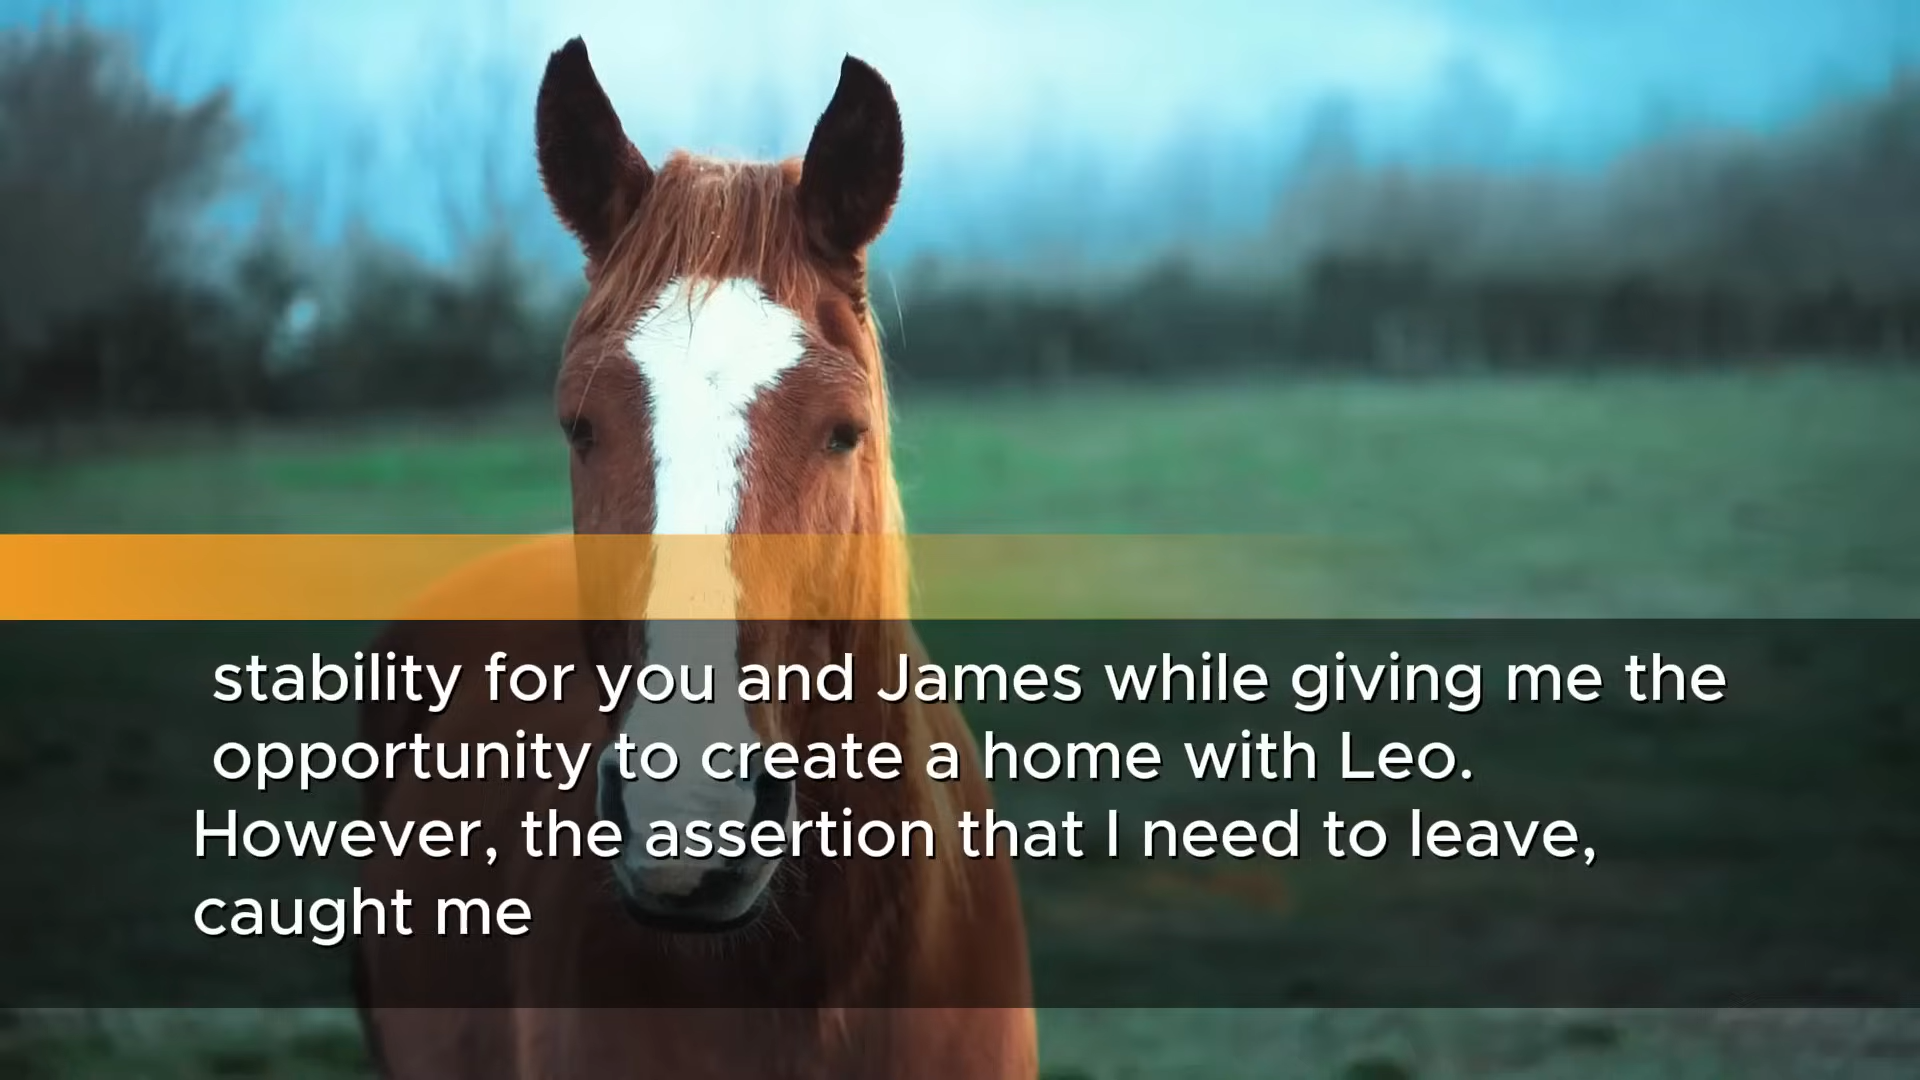 stability for you and James while giving me the
opportunity to create a home with Leo.
However, the assertion that I need to leave,
caught me